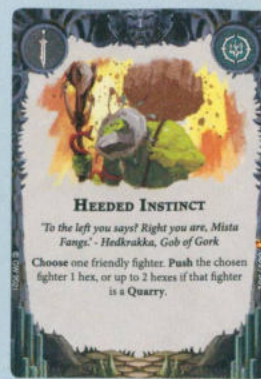 HEEDED INSTINCT
'To the left you says? Right you are, Mista
Fangs.' - Hedkrakka, Gob of Gork
Choose one friendly fighter. Push the chosen
fighter 1 hex, or up to 2 hexes if that fighter
is a Quarry.